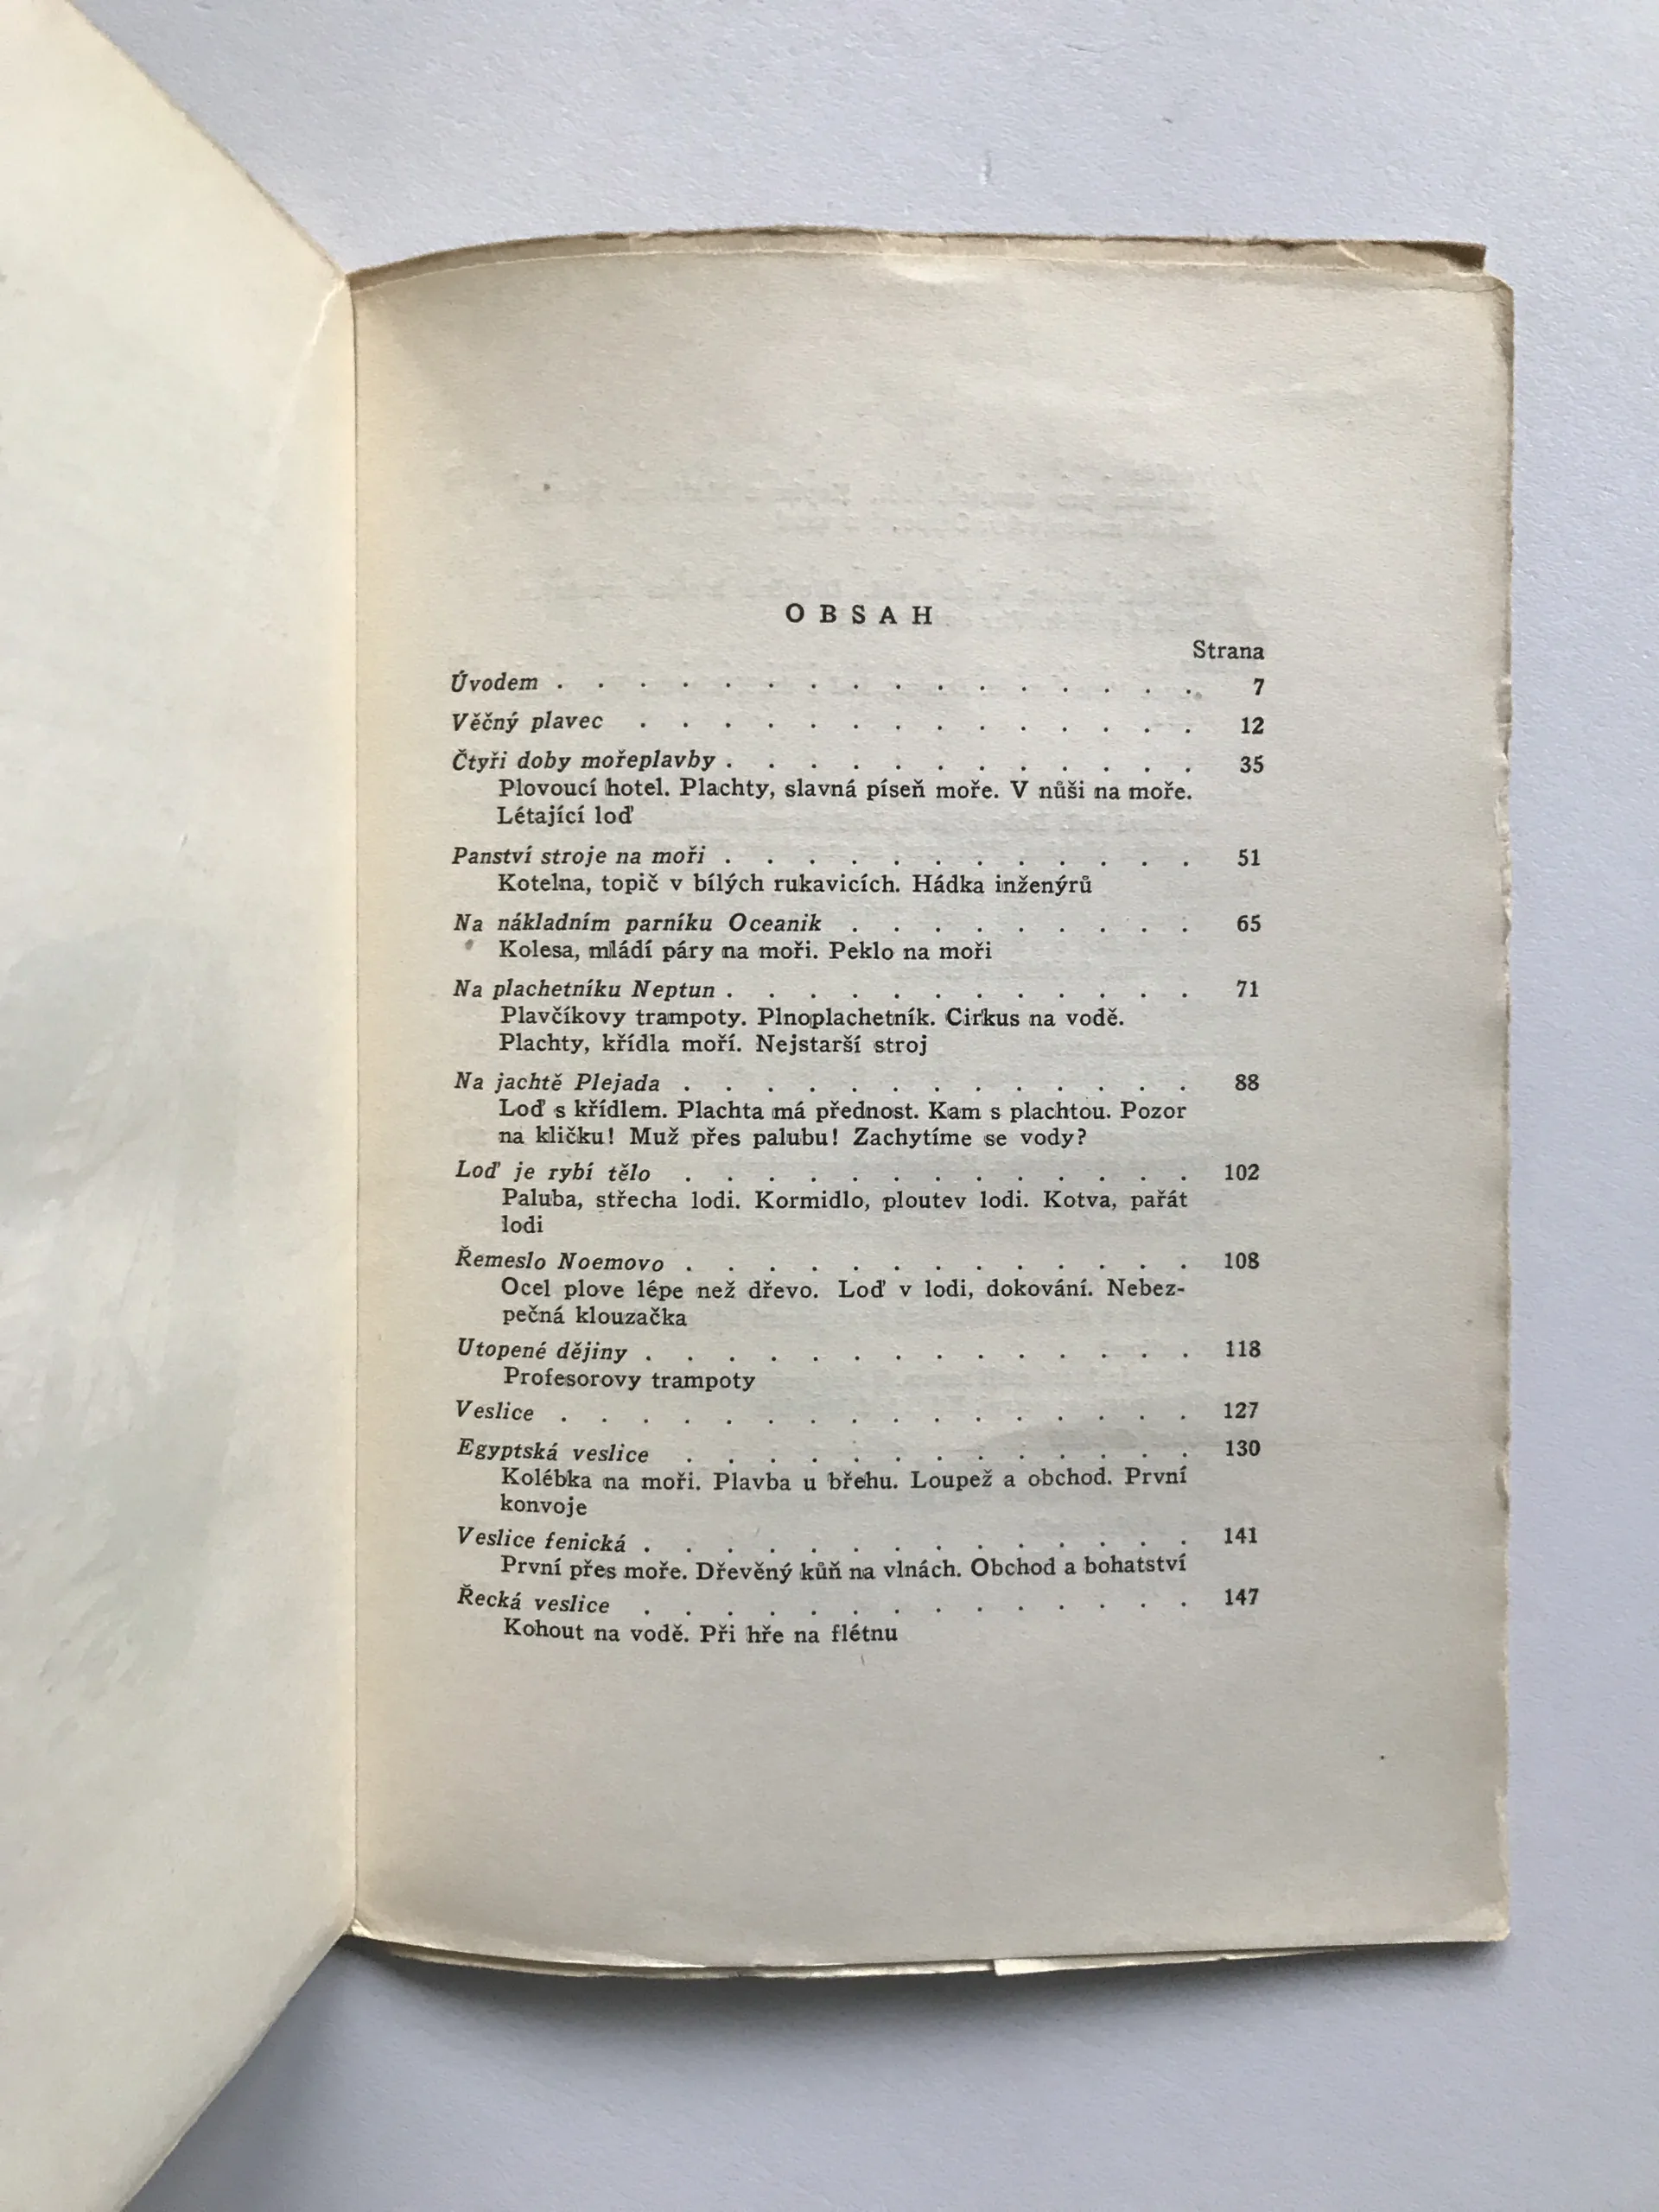 OBSAH
Strana
Úvodem . . . . . . . . . . . . . . . . 7
Věčný plavec . . . . . . . . . . . . . . 12
Čtyři doby mořeplavby . . . . . . . . . . . . 35
Plovoucí hotel. Plachty, slavná píseň moře. V nůši na moře.
Létající loď
Panství stroje na moři . . . . . . . . . . . . 51
Kotelna, topič v bílých rukavicích. Hádka inženýrů
Na nákladním parníku Oceanik . . . . . . . . . 65
Kolesa, mládí páry na moři. Peklo na moři
Na plachetníku Neptun . . . . . . . . . . . . 71
Plavčíkovy trampoty. Plnoplachetník. Cirkus na vodě.
Plachty, křídla moří. Nejstarší stroj
Na jachtě Plejada . . . . . . . . . . . . . 88
Loď s křídlem. Plachta má přednost. Kam s plachtou. Pozor
na kličku! Muž přes palubu! Zachytíme se vody?
Loď je rybí tělo . . . . . . . . . . . . . 102
Paluba, střecha lodi. Kormidlo, ploutev lodi. Kotva, pařát
lodi
Řemeslo Noemovo . . . . . . . . . . . . . 108
Ocel plove lépe než dřevo. Loď v lodi, dokování. Nebez-
pečná klouzačka
Utopené dějiny . . . . . . . . . . . . . . 118
Profesorovy trampoty
Veslice . . . . . . . . . . . . . . . . 127
Egyptská veslice . . . . . . . . . . . . . 130
Kolébka na moři. Plavba u břehu. Loupež a obchod. První
konvoje
Veslice fenická . . . . . . . . . . . . . . 141
První přes moře. Dřevěný kůň na vlnách. Obchod a bohatství
Řecká veslice . . . . . . . . . . . . . . 147
Kohout na vodě. Při hře na flétnu